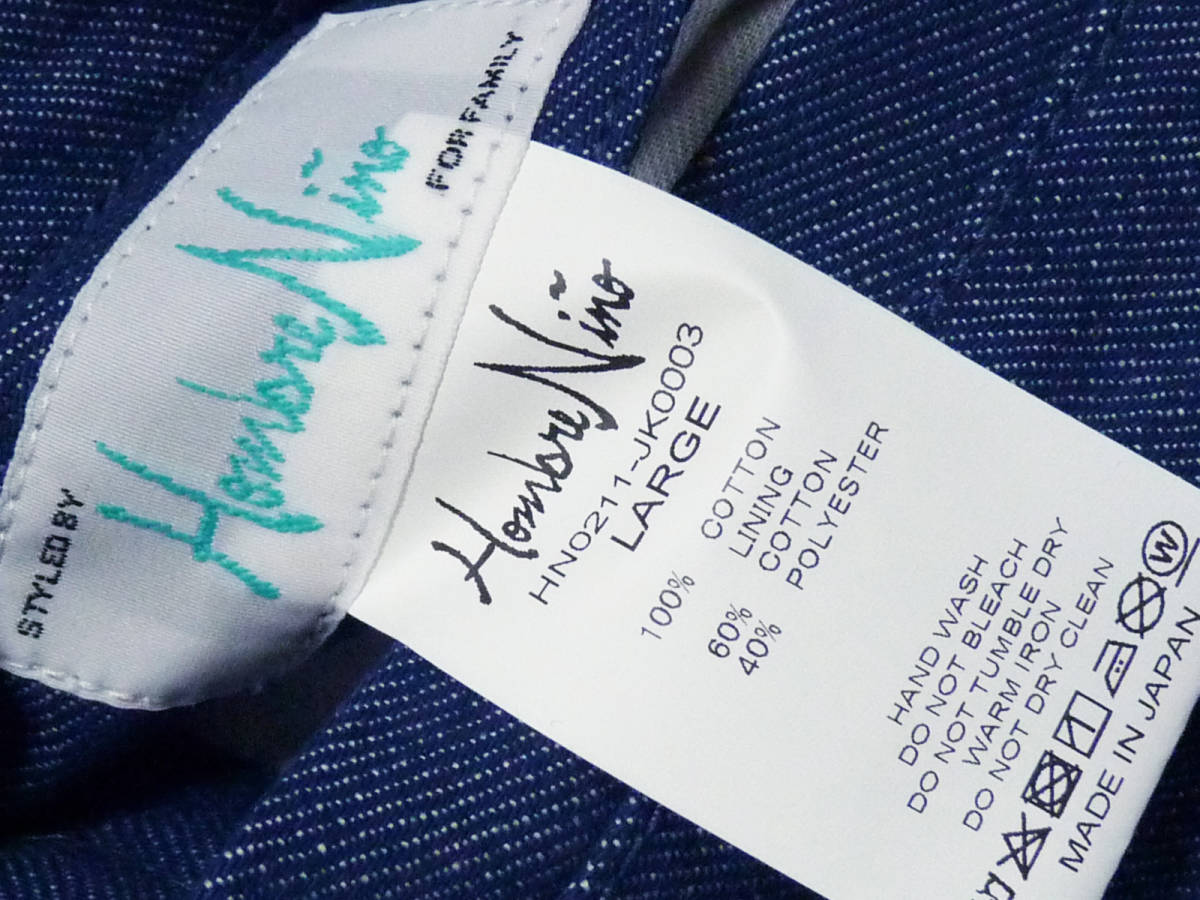 STYLED BY
Hombre Niño
FOR FAMILY
Hombre Niño
HN0211-JK0003
LARGE
100% COTTON
LINING
60% COTTON
40% POLYESTER
HAND WASH
DO NOT BLEACH
DO NOT TUMBLE DRY
WARM IRON
DO NOT DRY CLEAN
W
MADE IN JAPAN